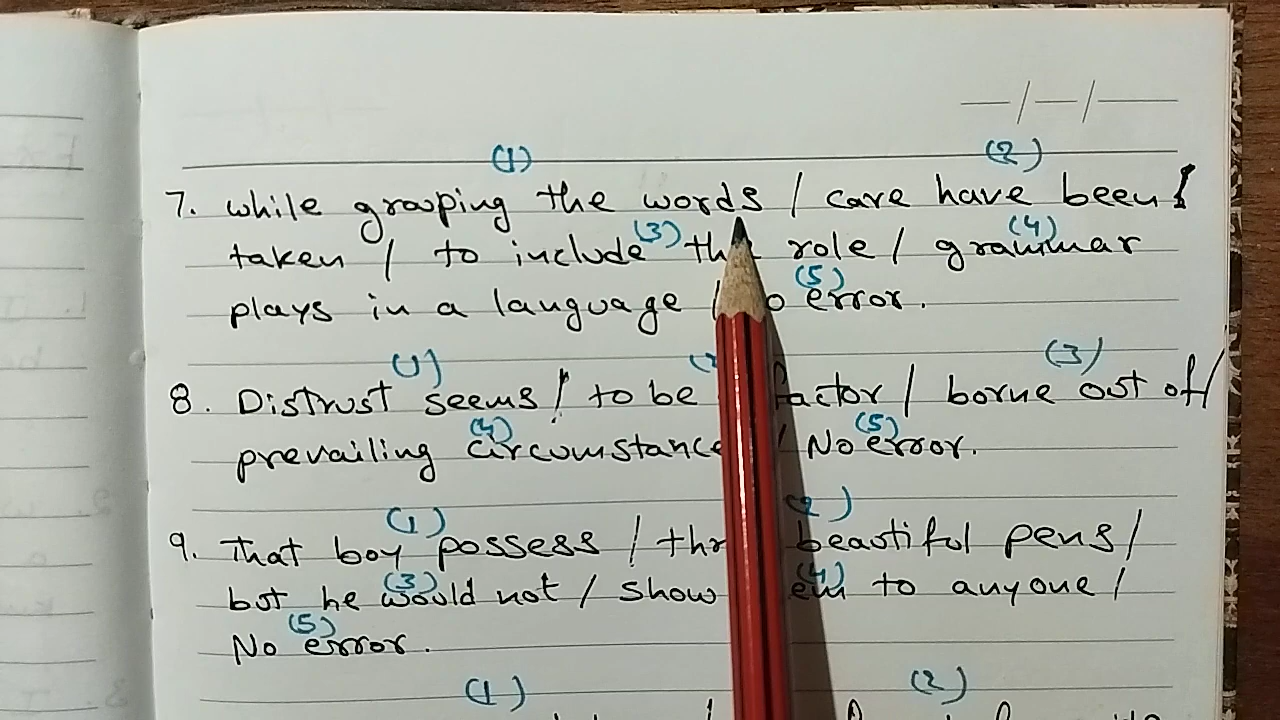 —/—/—
(1) (2)
7. while grouping the words / care have been /
(3) (4)
taken / to include the role / grammar
(5)
plays in a language / error.
(1) (3)
8. Distrust seems / to be factor / borne out of /
(4) (5)
prevailing circumstance / No error.
(1) (2)
9. That boy possess / beautiful pens /
(3) (4)
but he would not / show to anyone /
(5)
No error.
(1) (2)